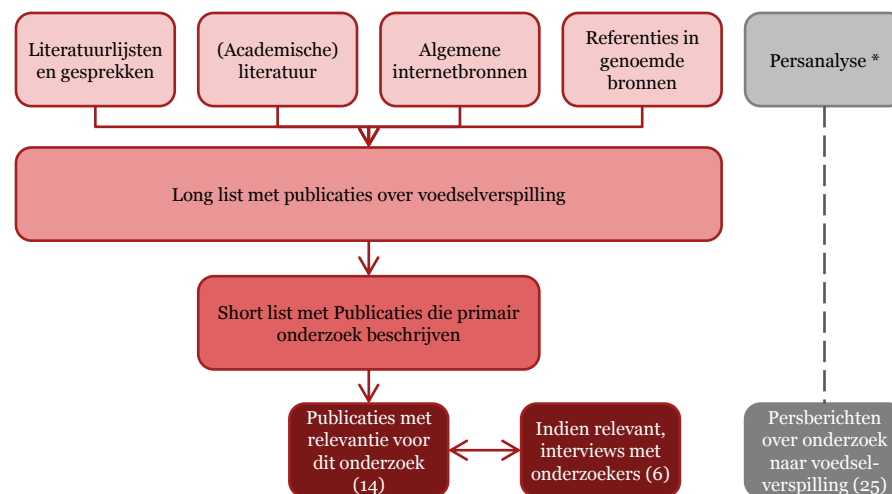 Literatuurlijsten
en gesprekken
(Academische)
literatuur
Algemene
internetbronnen
Referenties in
genoemde
bronnen
Persanalyse *
Long list met publicaties over voedselverspilling
Short list met Publicaties die primair
onderzoek beschrijven
Publicaties met
relevantie voor
dit onderzoek
(14)
Indien relevant,
interviews met
onderzoekers (6)
Persberichten
over onderzoek
naar voedsel-
verspilling (25)